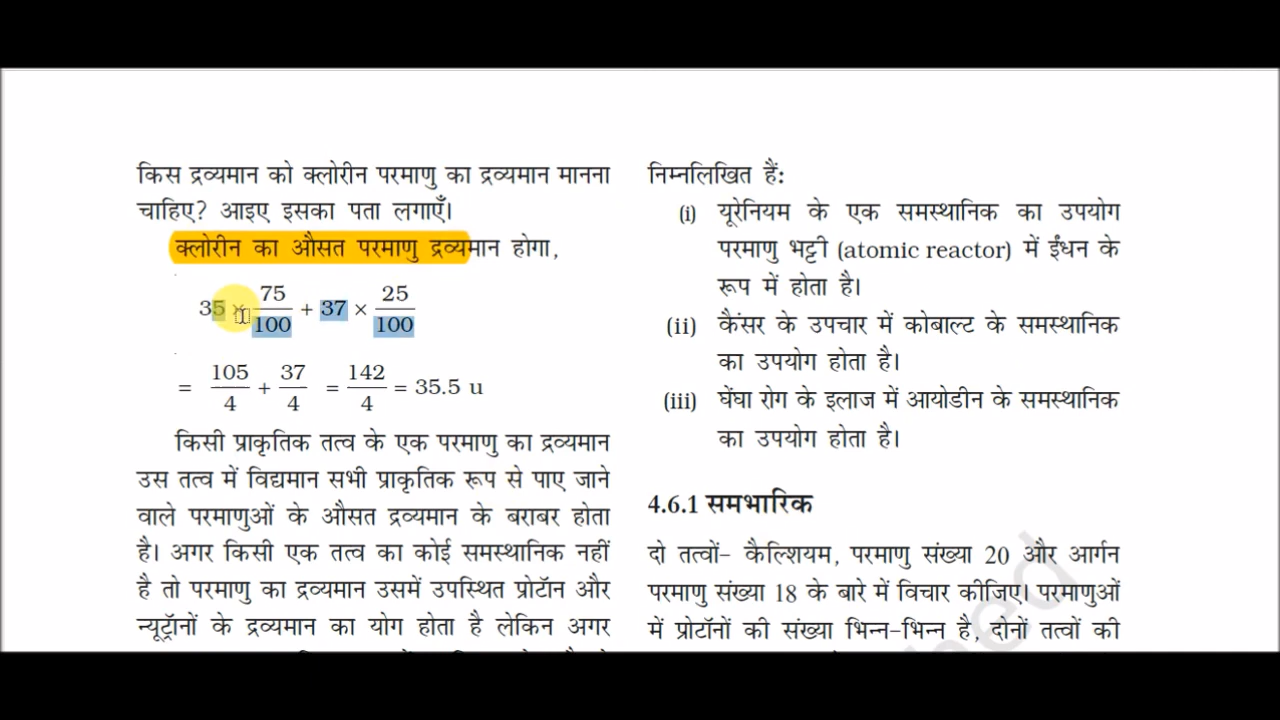 किस द्रव्यमान को क्लोरीन परमाणु का द्रव्यमान मानना
चाहिए? आइए इसका पता लगाएँ।
क्लोरीन का औसत परमाणु द्रव्यमान होगा,
35 × 75/100 + 37 × 25/100
= 105/4 + 37/4 = 142/4 = 35.5 u
किसी प्राकृतिक तत्व के एक परमाणु का द्रव्यमान
उस तत्व में विद्यमान सभी प्राकृतिक रूप से पाए जाने
वाले परमाणुओं के औसत द्रव्यमान के बराबर होता
है। अगर किसी एक तत्व का कोई समस्थानिक नहीं
है तो परमाणु का द्रव्यमान उसमें उपस्थित प्रोटॉन और
न्यूट्रॉनों के द्रव्यमान का योग होता है लेकिन अगर
निम्नलिखित हैं:
(i) यूरेनियम के एक समस्थानिक का उपयोग
परमाणु भट्टी (atomic reactor) में ईंधन के
रूप में होता है।
(ii) कैंसर के उपचार में कोबाल्ट के समस्थानिक
का उपयोग होता है।
(iii) घेंघा रोग के इलाज में आयोडीन के समस्थानिक
का उपयोग होता है।
4.6.1 समभारिक
दो तत्वों- कैल्शियम, परमाणु संख्या 20 और आर्गन
परमाणु संख्या 18 के बारे में विचार कीजिए। परमाणुओं
में प्रोटॉनों की संख्या भिन्न-भिन्न है, दोनों तत्वों की